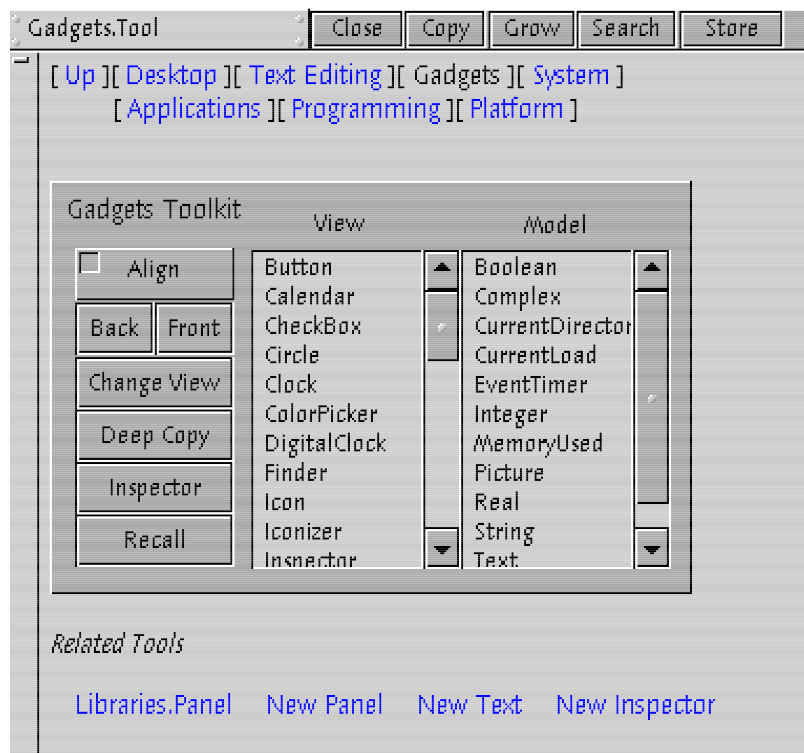 Gadgets.Tool Close Copy Grow Search Store
[ Up ][ Desktop ][ Text Editing ][ Gadgets ][ System ]
[ Applications ][ Programming ][ Platform ]
Gadgets Toolkit
View
Model
Align
Back Front
Change View
Deep Copy
Inspector
Recall
Button
Calendar
CheckBox
Circle
Clock
ColorPicker
DigitalClock
Finder
Icon
Iconizer
Inspector
Boolean
Complex
CurrentDirector
CurrentLoad
EventTimer
Integer
MemoryUsed
Picture
Real
String
Text
Related Tools
Libraries.Panel New Panel New Text New Inspector